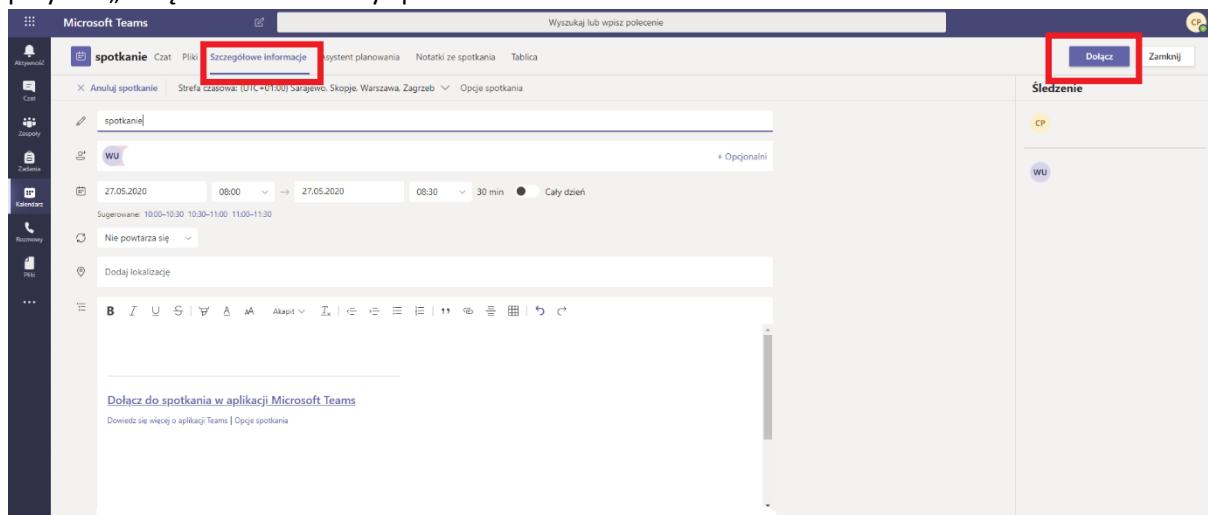 Microsoft Teams
Wyszukaj lub wpisz polecenie
CP
Aktywność
spotkanie Czat Pliki Szczegółowe informacje Asystent planowania Notatki ze spotkania Tablica
Dołącz Zamknij
Czat
× Anuluj spotkanie Strefa czasowa: (UTC+01:00) Sarajewo, Skopje, Warszawa, Zagrzeb Opcje spotkania
Śledzenie
Zespoły
spotkanie
CP
Zadania
WU + Opcjonalni
WU
Kalendarz
27.05.2020 08:00 → 27.05.2020 08:30 30 min Cały dzień
Sugerowane: 10:00–10:30 10:30–11:00 11:00–11:30
Rozmowy
Nie powtarza się
Pliki
Dodaj lokalizację
B I U S A AA Akapit
Dołącz do spotkania w aplikacji Microsoft Teams
Dowiedz się więcej o aplikacji Teams | Opcje spotkania